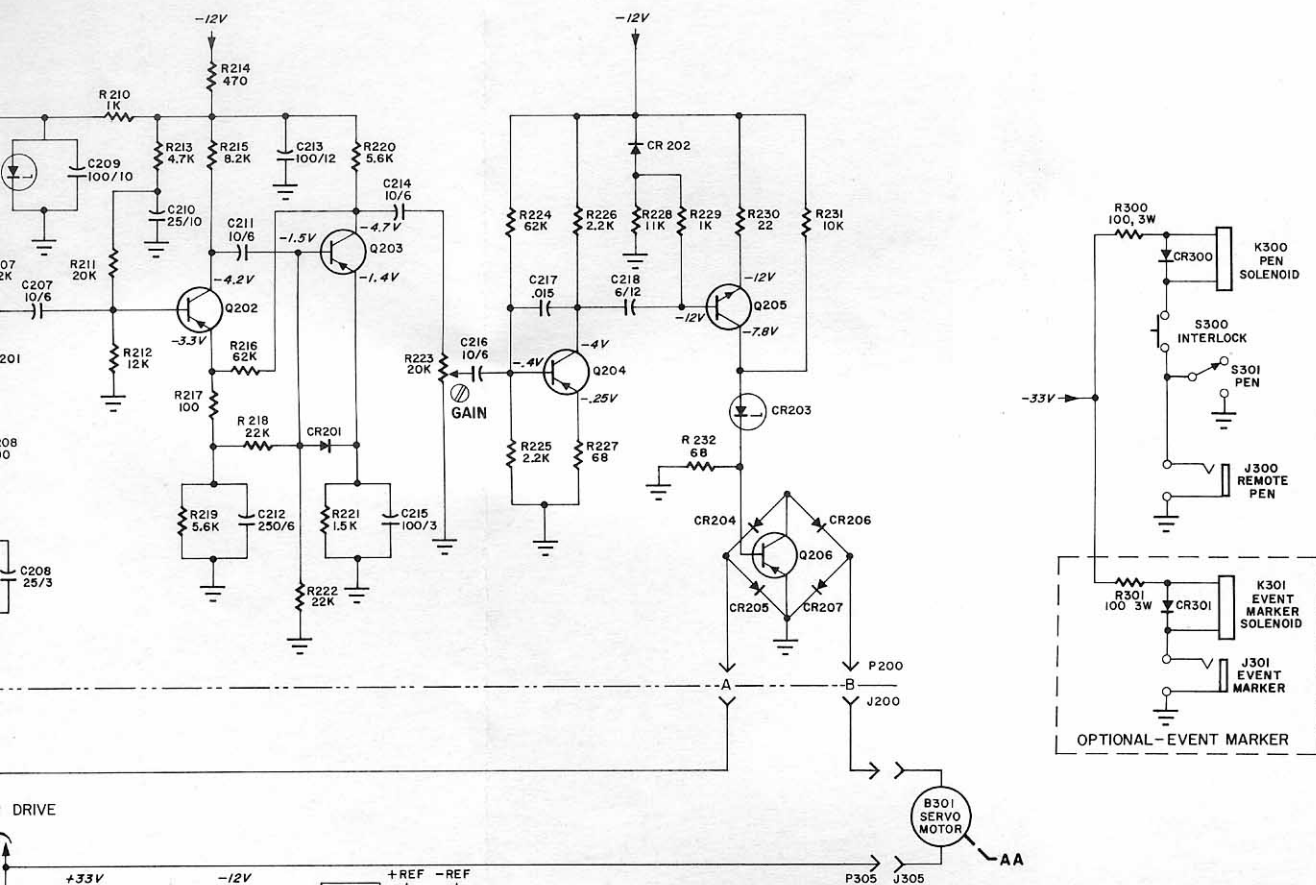 -12V
-12V
R214
470
R210
1K
R213
4.7K
R215
8.2K
C213
100/12
R220
5.6K
CR 202
C209
100/10
C214
10/6
C210
25/10
C211
10/6
-1.5V
-4.7V
Q203
R224
62K
R226
2.2K
R228
11K
R229
1K
R230
22
R231
10K
R300
100, 3W
CR300
K300
PEN
SOLENOID
07
2K
C207
10/6
R211
20K
-4.2V
-1.4V
Q202
C217
.015
C218
6/12
-12V
-12V
Q205
-7.8V
S300
INTERLOCK
201
R212
12K
-3.3V
R216
62K
R223
20K
C216
10/6
-.4V
-4V
Q204
-.25V
GAIN
S301
PEN
-33V
R217
100
R 218
22K
CR201
CR203
208
00
R225
2.2K
R227
68
R 232
68
J300
REMOTE
PEN
R219
5.6K
C212
250/6
R221
1.5K
C215
100/3
CR204
CR206
Q206
C208
25/3
R222
22K
CR205
CR207
R301
100 3W
CR301
K301
EVENT
MARKER
SOLENOID
P200
A
B
J200
J301
EVENT
MARKER
OPTIONAL-EVENT MARKER
DRIVE
B301
SERVO
MOTOR
AA
+33V
-12V
+REF -REF
P305 J305